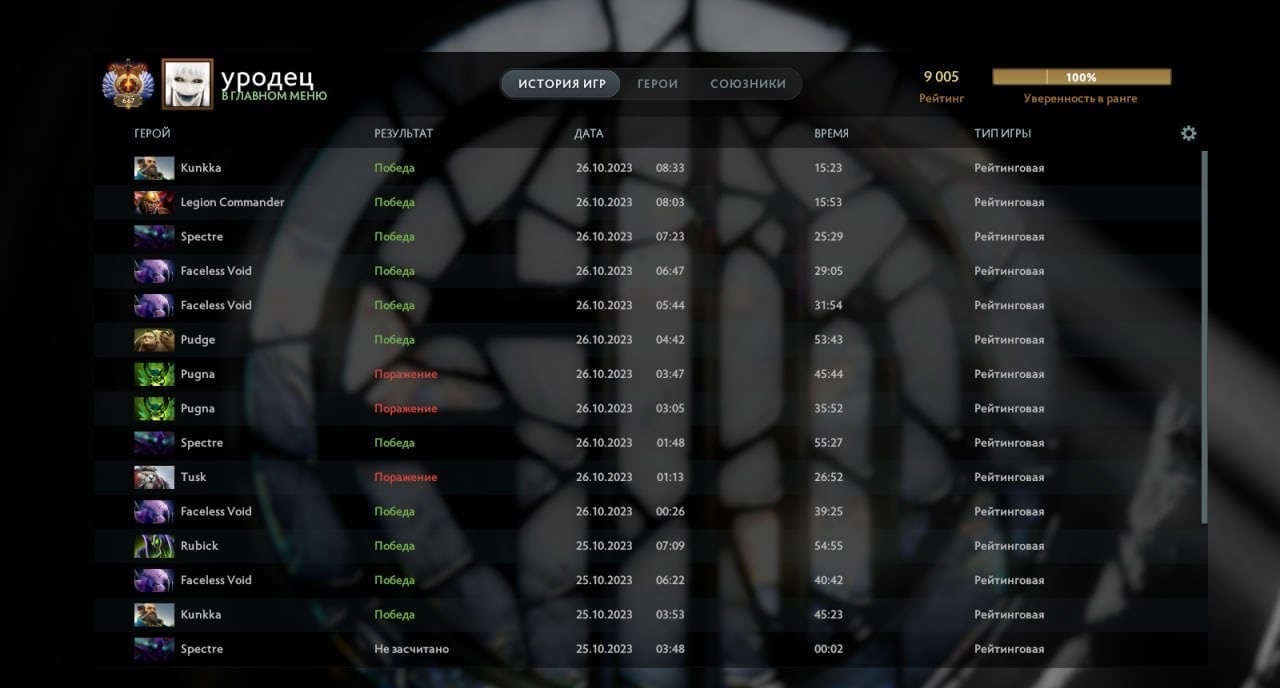 667
уродец
В ГЛАВНОМ МЕНЮ
ИСТОРИЯ ИГР ГЕРОИ СОЮЗНИКИ
9 005 100%
Рейтинг Уверенность в ранге
ГЕРОЙ РЕЗУЛЬТАТ ДАТА ВРЕМЯ ТИП ИГРЫ
Kunkka Победа 26.10.2023 08:33 15:23 Рейтинговая
Legion Commander Победа 26.10.2023 08:03 15:53 Рейтинговая
Spectre Победа 26.10.2023 07:23 25:29 Рейтинговая
Faceless Void Победа 26.10.2023 06:47 29:05 Рейтинговая
Faceless Void Победа 26.10.2023 05:44 31:54 Рейтинговая
Pudge Победа 26.10.2023 04:42 53:43 Рейтинговая
Pugna Поражение 26.10.2023 03:47 45:44 Рейтинговая
Pugna Поражение 26.10.2023 03:05 35:52 Рейтинговая
Spectre Победа 26.10.2023 01:48 55:27 Рейтинговая
Tusk Поражение 26.10.2023 01:13 26:52 Рейтинговая
Faceless Void Победа 26.10.2023 00:26 39:25 Рейтинговая
Rubick Победа 25.10.2023 07:09 54:55 Рейтинговая
Faceless Void Победа 25.10.2023 06:22 40:42 Рейтинговая
Kunkka Победа 25.10.2023 03:53 45:23 Рейтинговая
Spectre Не засчитано 25.10.2023 03:48 00:02 Рейтинговая